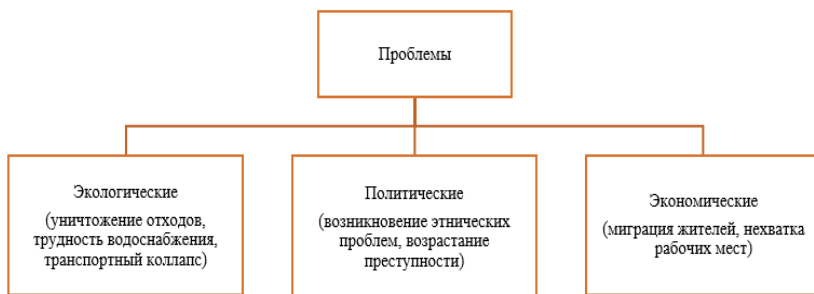 Проблемы
Экологические
(уничтожение отходов,
трудность водоснабжения,
транспортный коллапс)
Политические
(возникновение этнических
проблем, возрастание
преступности)
Экономические
(миграция жителей, нехватка
рабочих мест)